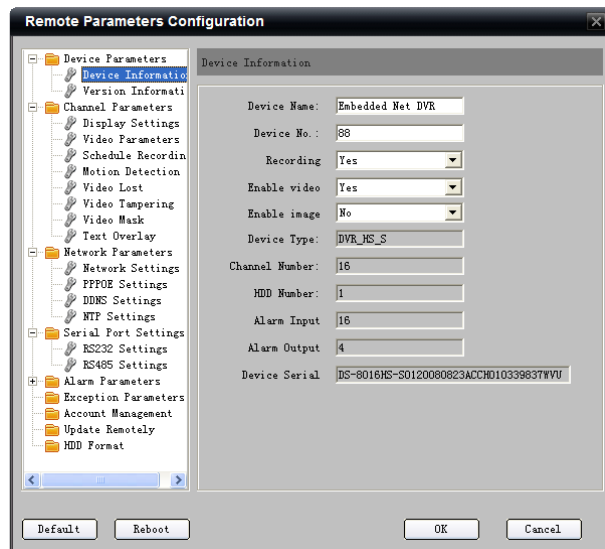 Remote Parameters Configuration
Device Parameters
Device Informatio
Version Informati
Channel Parameters
Display Settings
Video Parameters
Schedule Recordin
Motion Detection
Video Lost
Video Tampering
Video Mask
Text Overlay
Network Parameters
Network Settings
PPPOE Settings
DDNS Settings
NTP Settings
Serial Port Settings
RS232 Settings
RS485 Settings
Alarm Parameters
Exception Parameters
Account Management
Update Remotely
HDD Format
Device Information
Device Name: Embedded Net DVR
Device No.: 88
Recording Yes
Enable video Yes
Enable image No
Device Type: DVR_HS_S
Channel Number: 16
HDD Number: 1
Alarm Input 16
Alarm Output 4
Device Serial DS-8016HS-S0120080823ACCH010339837WVU
Default Reboot OK Cancel